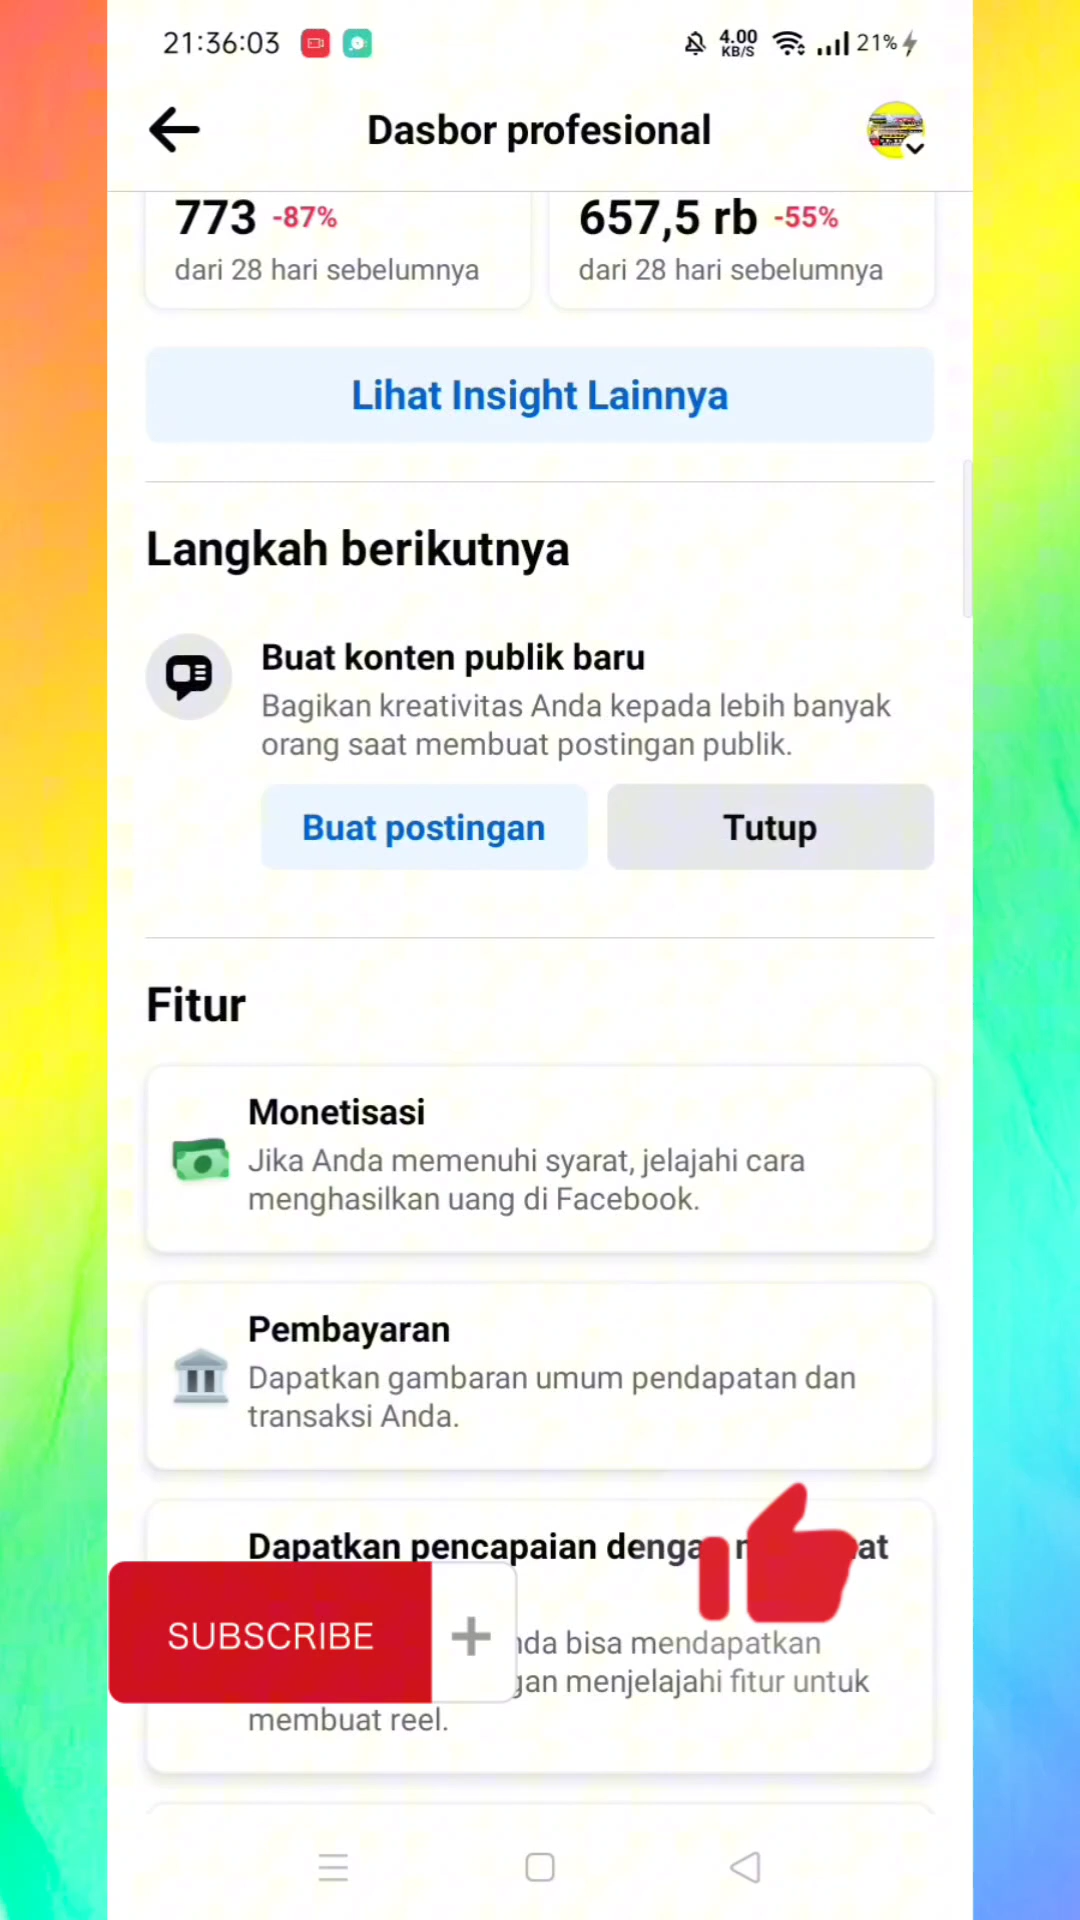 21:36:03
4.00
KB/S
21%
Dasbor profesional
773 -87%
dari 28 hari sebelumnya
657,5 rb -55%
dari 28 hari sebelumnya
Lihat Insight Lainnya
Langkah berikutnya
Buat konten publik baru
Bagikan kreativitas Anda kepada lebih banyak
orang saat membuat postingan publik.
Buat postingan
Tutup
Fitur
Monetisasi
Jika Anda memenuhi syarat, jelajahi cara
menghasilkan uang di Facebook.
Pembayaran
Dapatkan gambaran umum pendapatan dan
transaksi Anda.
Dapatkan pencapaian
SUBSCRIBE
bisa mendapatkan
menjelajahi fitur untuk
membuat reel.